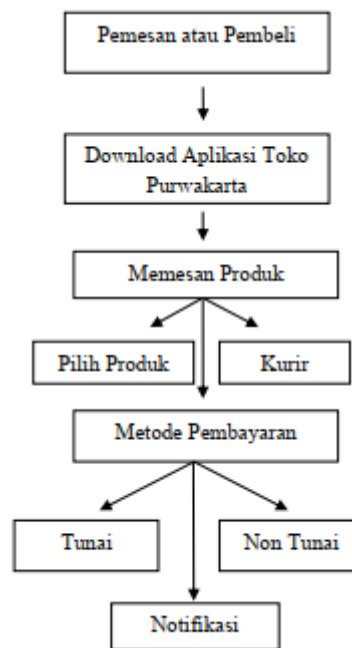 Pemesan atau Pembeli
Download Aplikasi Toko
Purwakarta
Memesan Produk
Pilih Produk
Kurir
Metode Pembayaran
Tunai
Non Tunai
Notifikasi